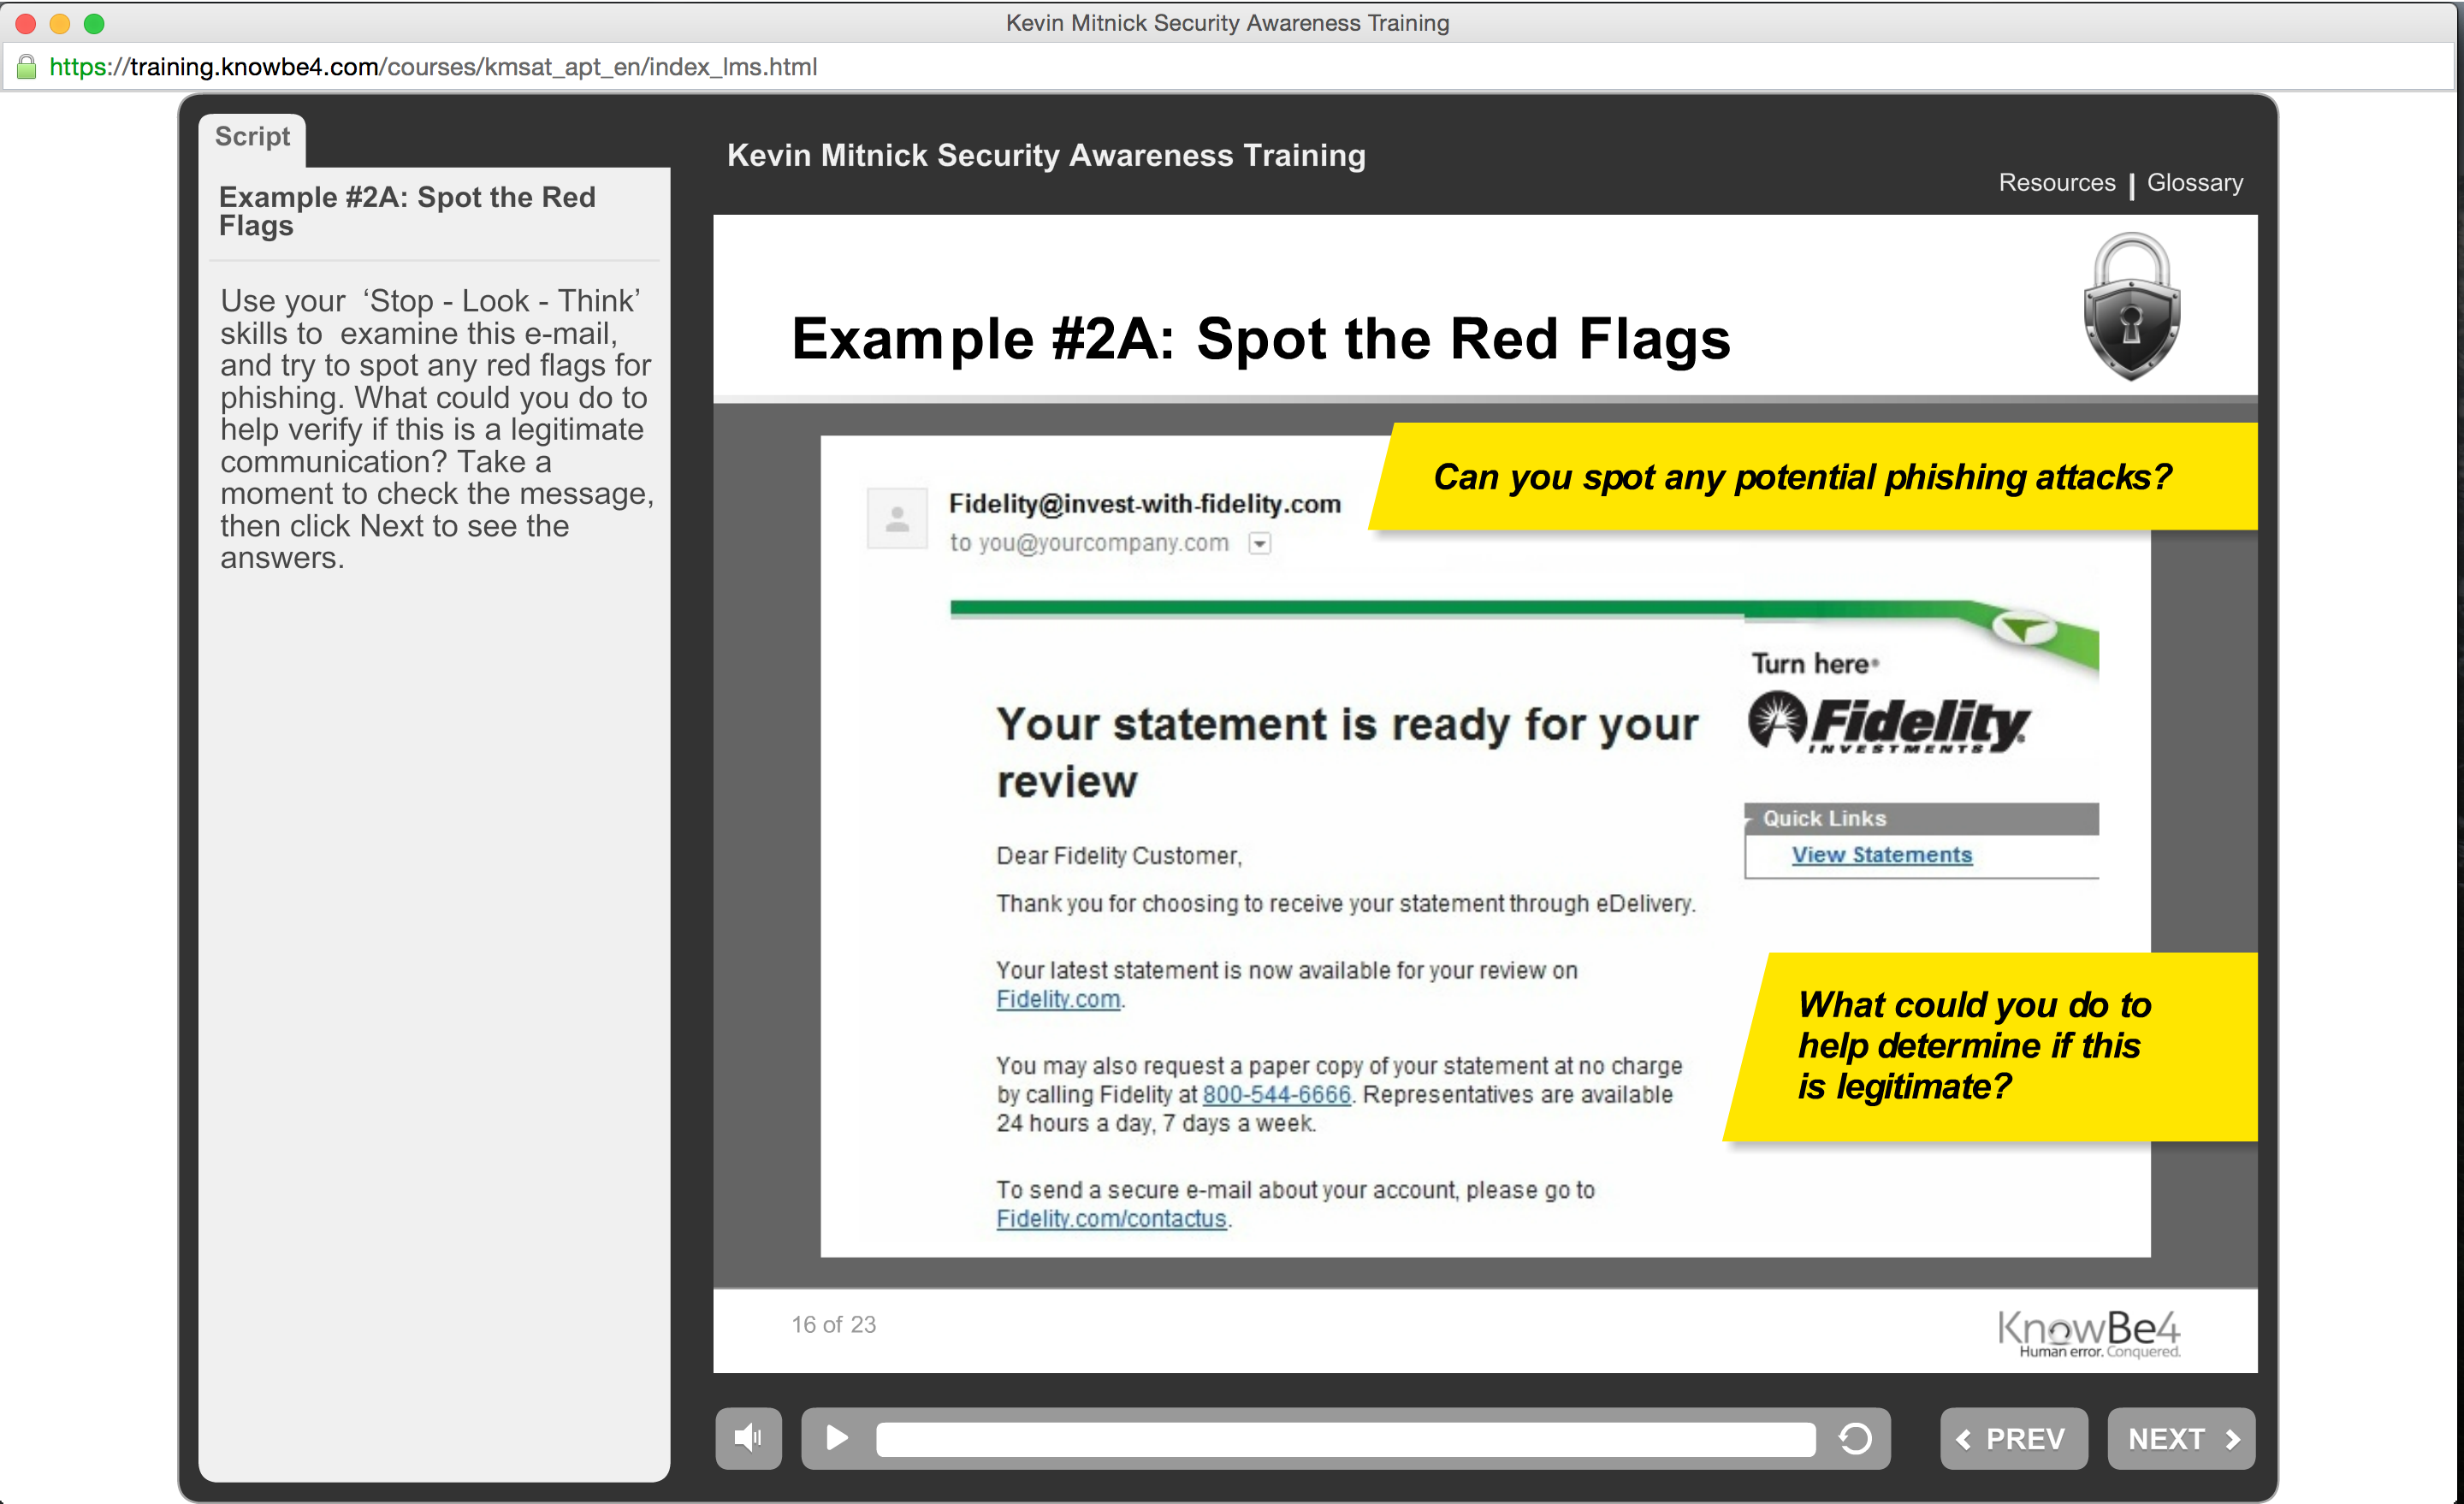 Kevin Mitnick Security Awareness Training
https://training.knowbe4.com/courses/kmsat_apt_en/index_lms.html
Script
Example #2A: Spot the Red
Flags
Use your ‘Stop - Look - Think’
skills to examine this e-mail,
and try to spot any red flags for
phishing. What could you do to
help verify if this is a legitimate
communication? Take a
moment to check the message,
then click Next to see the
answers.
Kevin Mitnick Security Awareness Training
Resources | Glossary
Example #2A: Spot the Red Flags
Can you spot any potential phishing attacks?
Fidelity@invest-with-fidelity.com
to you@yourcompany.com
Turn here®
Fidelity®
INVESTMENTS
Your statement is ready for your
review
Quick Links
View Statements
Dear Fidelity Customer,
Thank you for choosing to receive your statement through eDelivery.
Your latest statement is now available for your review on
Fidelity.com.
You may also request a paper copy of your statement at no charge
by calling Fidelity at 800-544-6666. Representatives are available
24 hours a day, 7 days a week.
To send a secure e-mail about your account, please go to
Fidelity.com/contactus.
What could you do to
help determine if this
is legitimate?
16 of 23
KnowBe4
Human error. Conquered.
PREV
NEXT